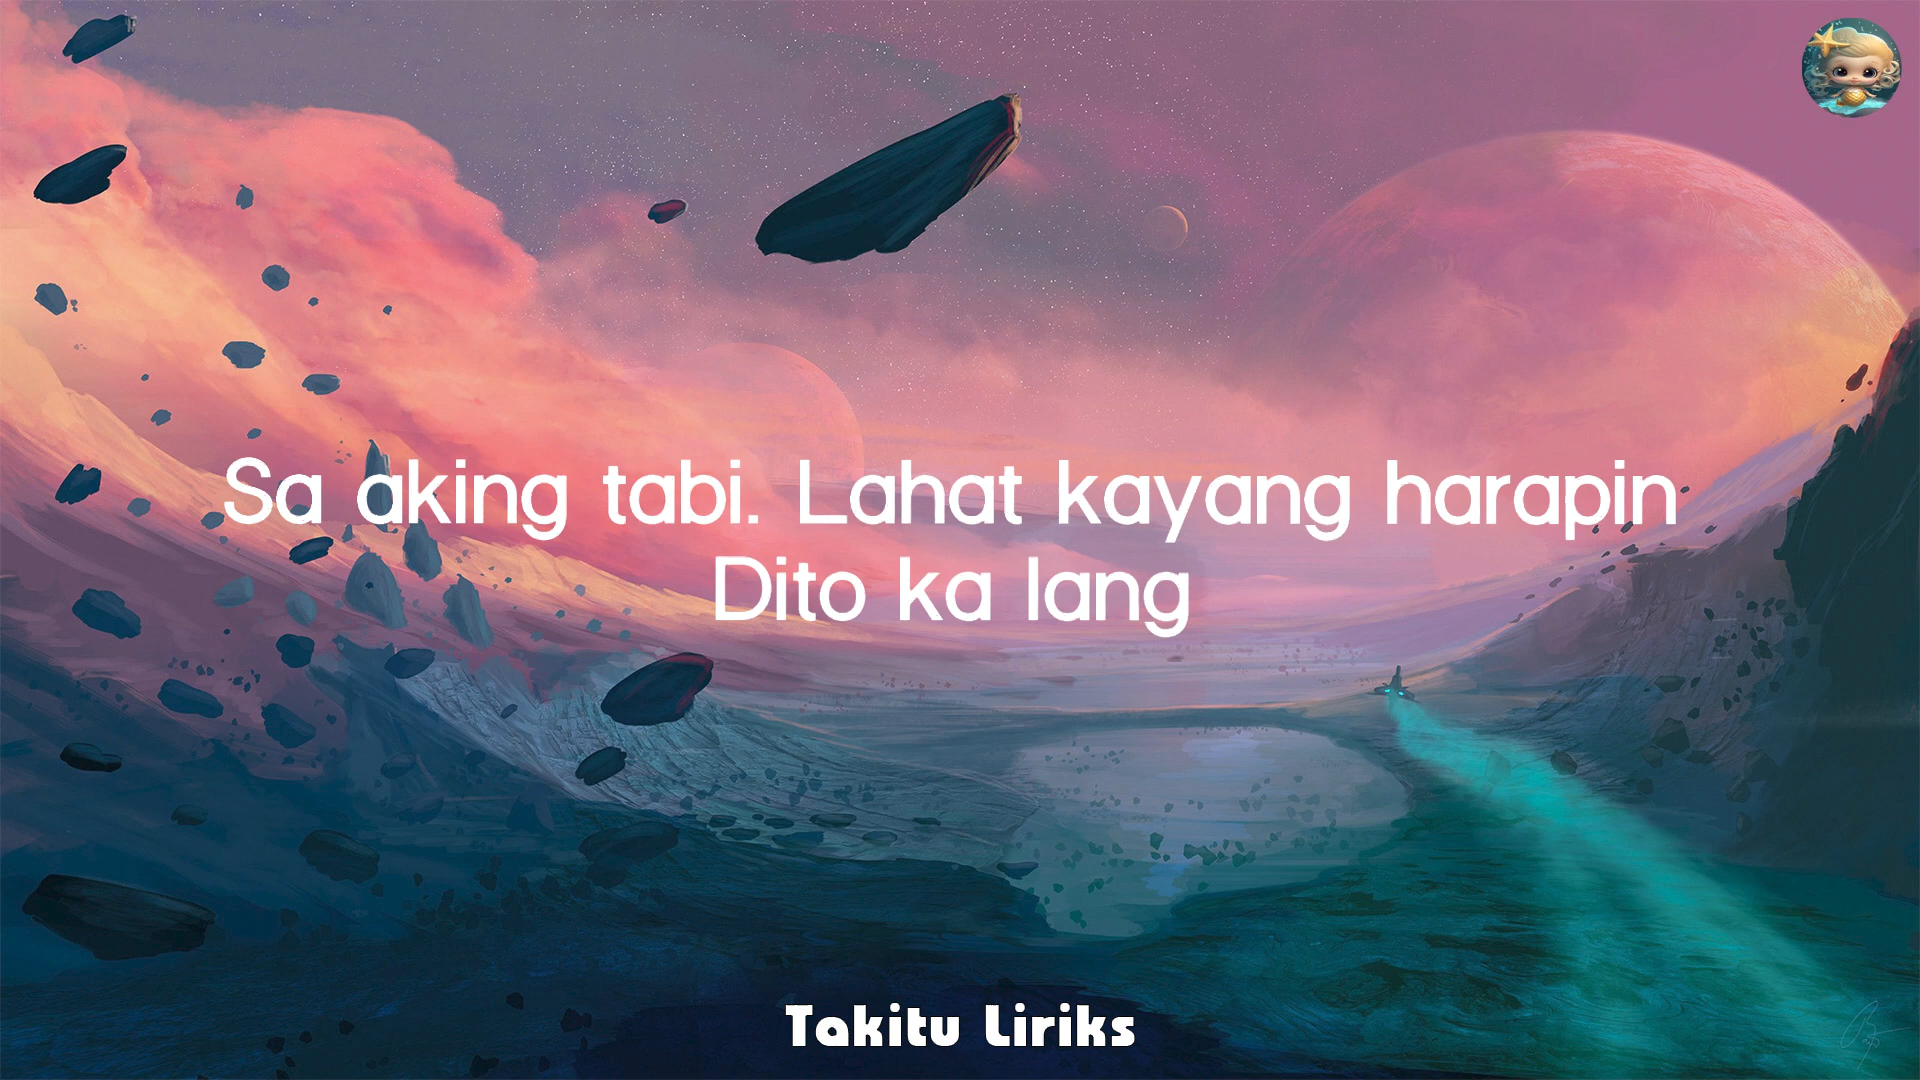 Sa aking tabi. Lahat kayang harapin
Dito ka lang
Takitu Liriks